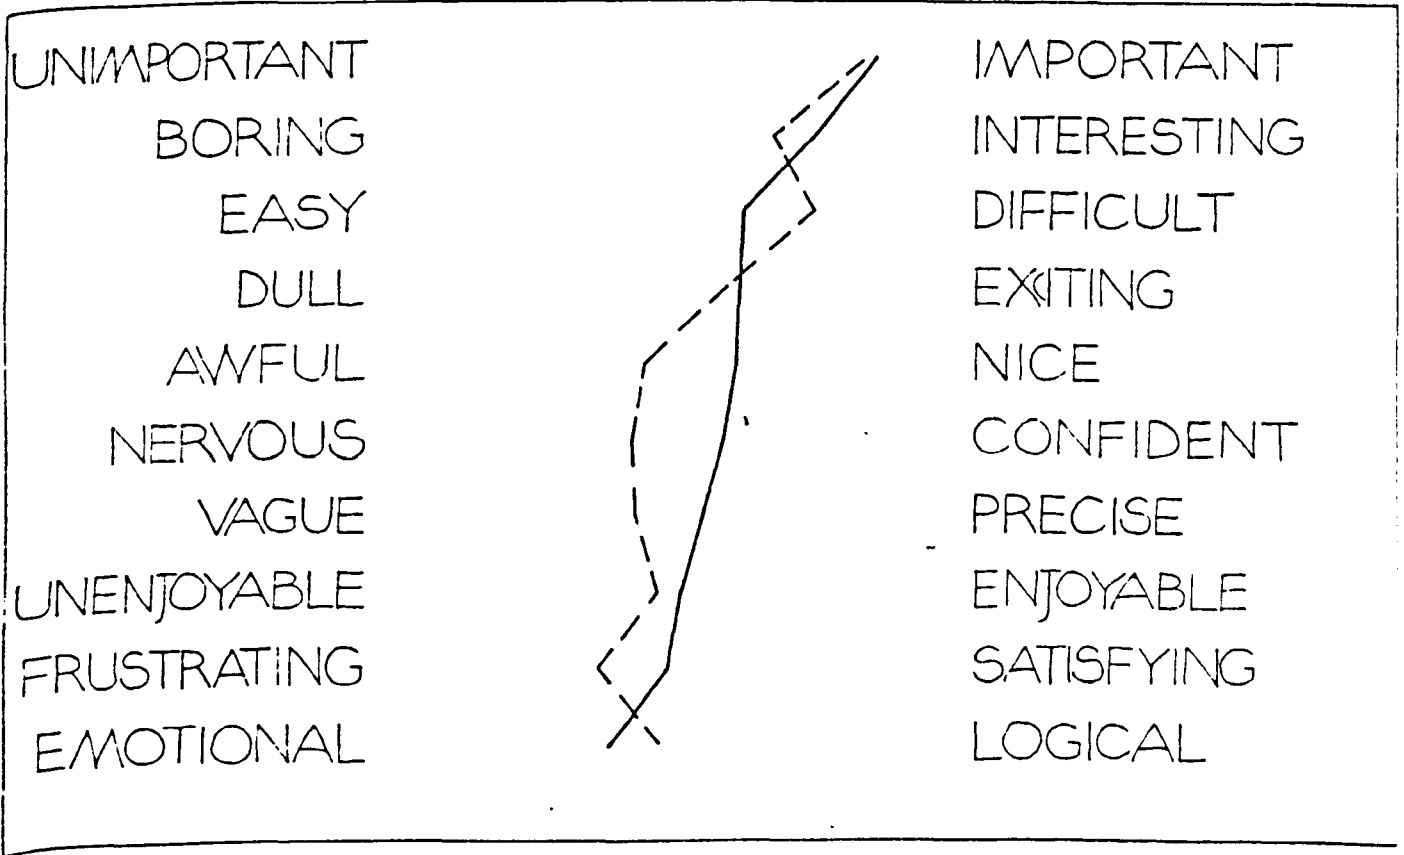 UNIMPORTANT IMPORTANT
BORING INTERESTING
EASY DIFFICULT
DULL EXCITING
AWFUL NICE
NERVOUS CONFIDENT
VAGUE PRECISE
UNENJOYABLE ENJOYABLE
FRUSTRATING SATISFYING
EMOTIONAL LOGICAL